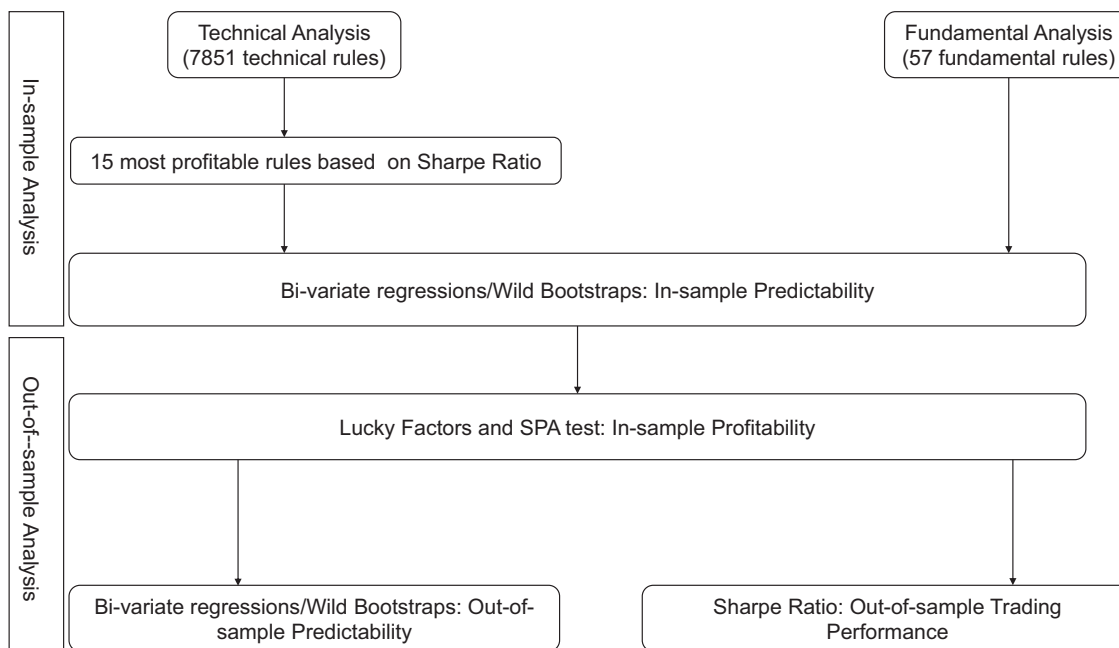 Technical Analysis
(7851 technical rules)
Fundamental Analysis
(57 fundamental rules)
In-sample Analysis
15 most profitable rules based on Sharpe Ratio
Bi-variate regressions/Wild Bootstraps: In-sample Predictability
Out-of--sample Analysis
Lucky Factors and SPA test: In-sample Profitability
Bi-variate regressions/Wild Bootstraps: Out-of-
sample Predictability
Sharpe Ratio: Out-of-sample Trading
Performance